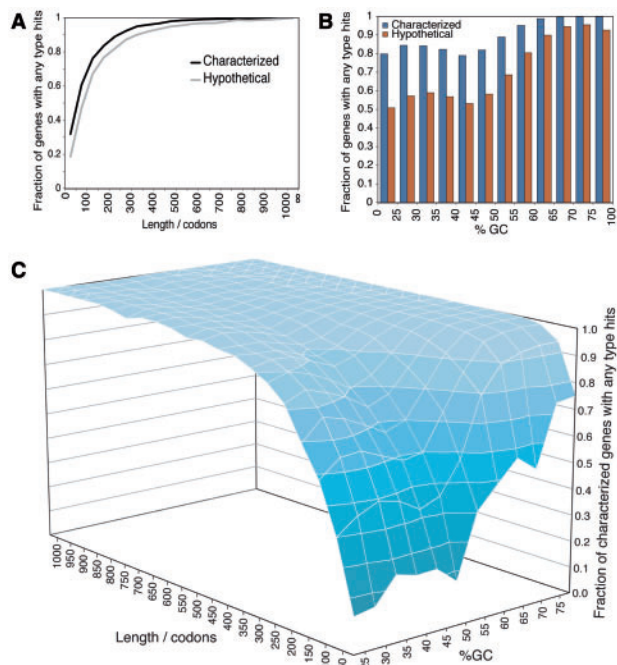 A
Fraction of genes with any type hits
1
0.8
0.6
0.4
0.2
0
Characterized
Hypothetical
0 100 200 300 400 500 600 700 800 900 1000 ∞
Length / codons
B
Fraction of genes with any type hits
1
0.9
0.8
0.7
0.6
0.5
0.4
0.3
0.2
0.1
0
Characterized
Hypothetical
0 25 30 35 40 45 50 55 60 65 70 75 100
% GC
C
Fraction of characterized genes with any type hits
1.0
0.9
0.8
0.7
0.6
0.5
0.4
0.3
0.2
0.1
0.0
1000 950 900 850 800 750 700 650 600 550 500 450 400 350 300 250 200 150 100 0
Length / codons
25 30 35 40 45 50 55 60 65 70 75
%GC